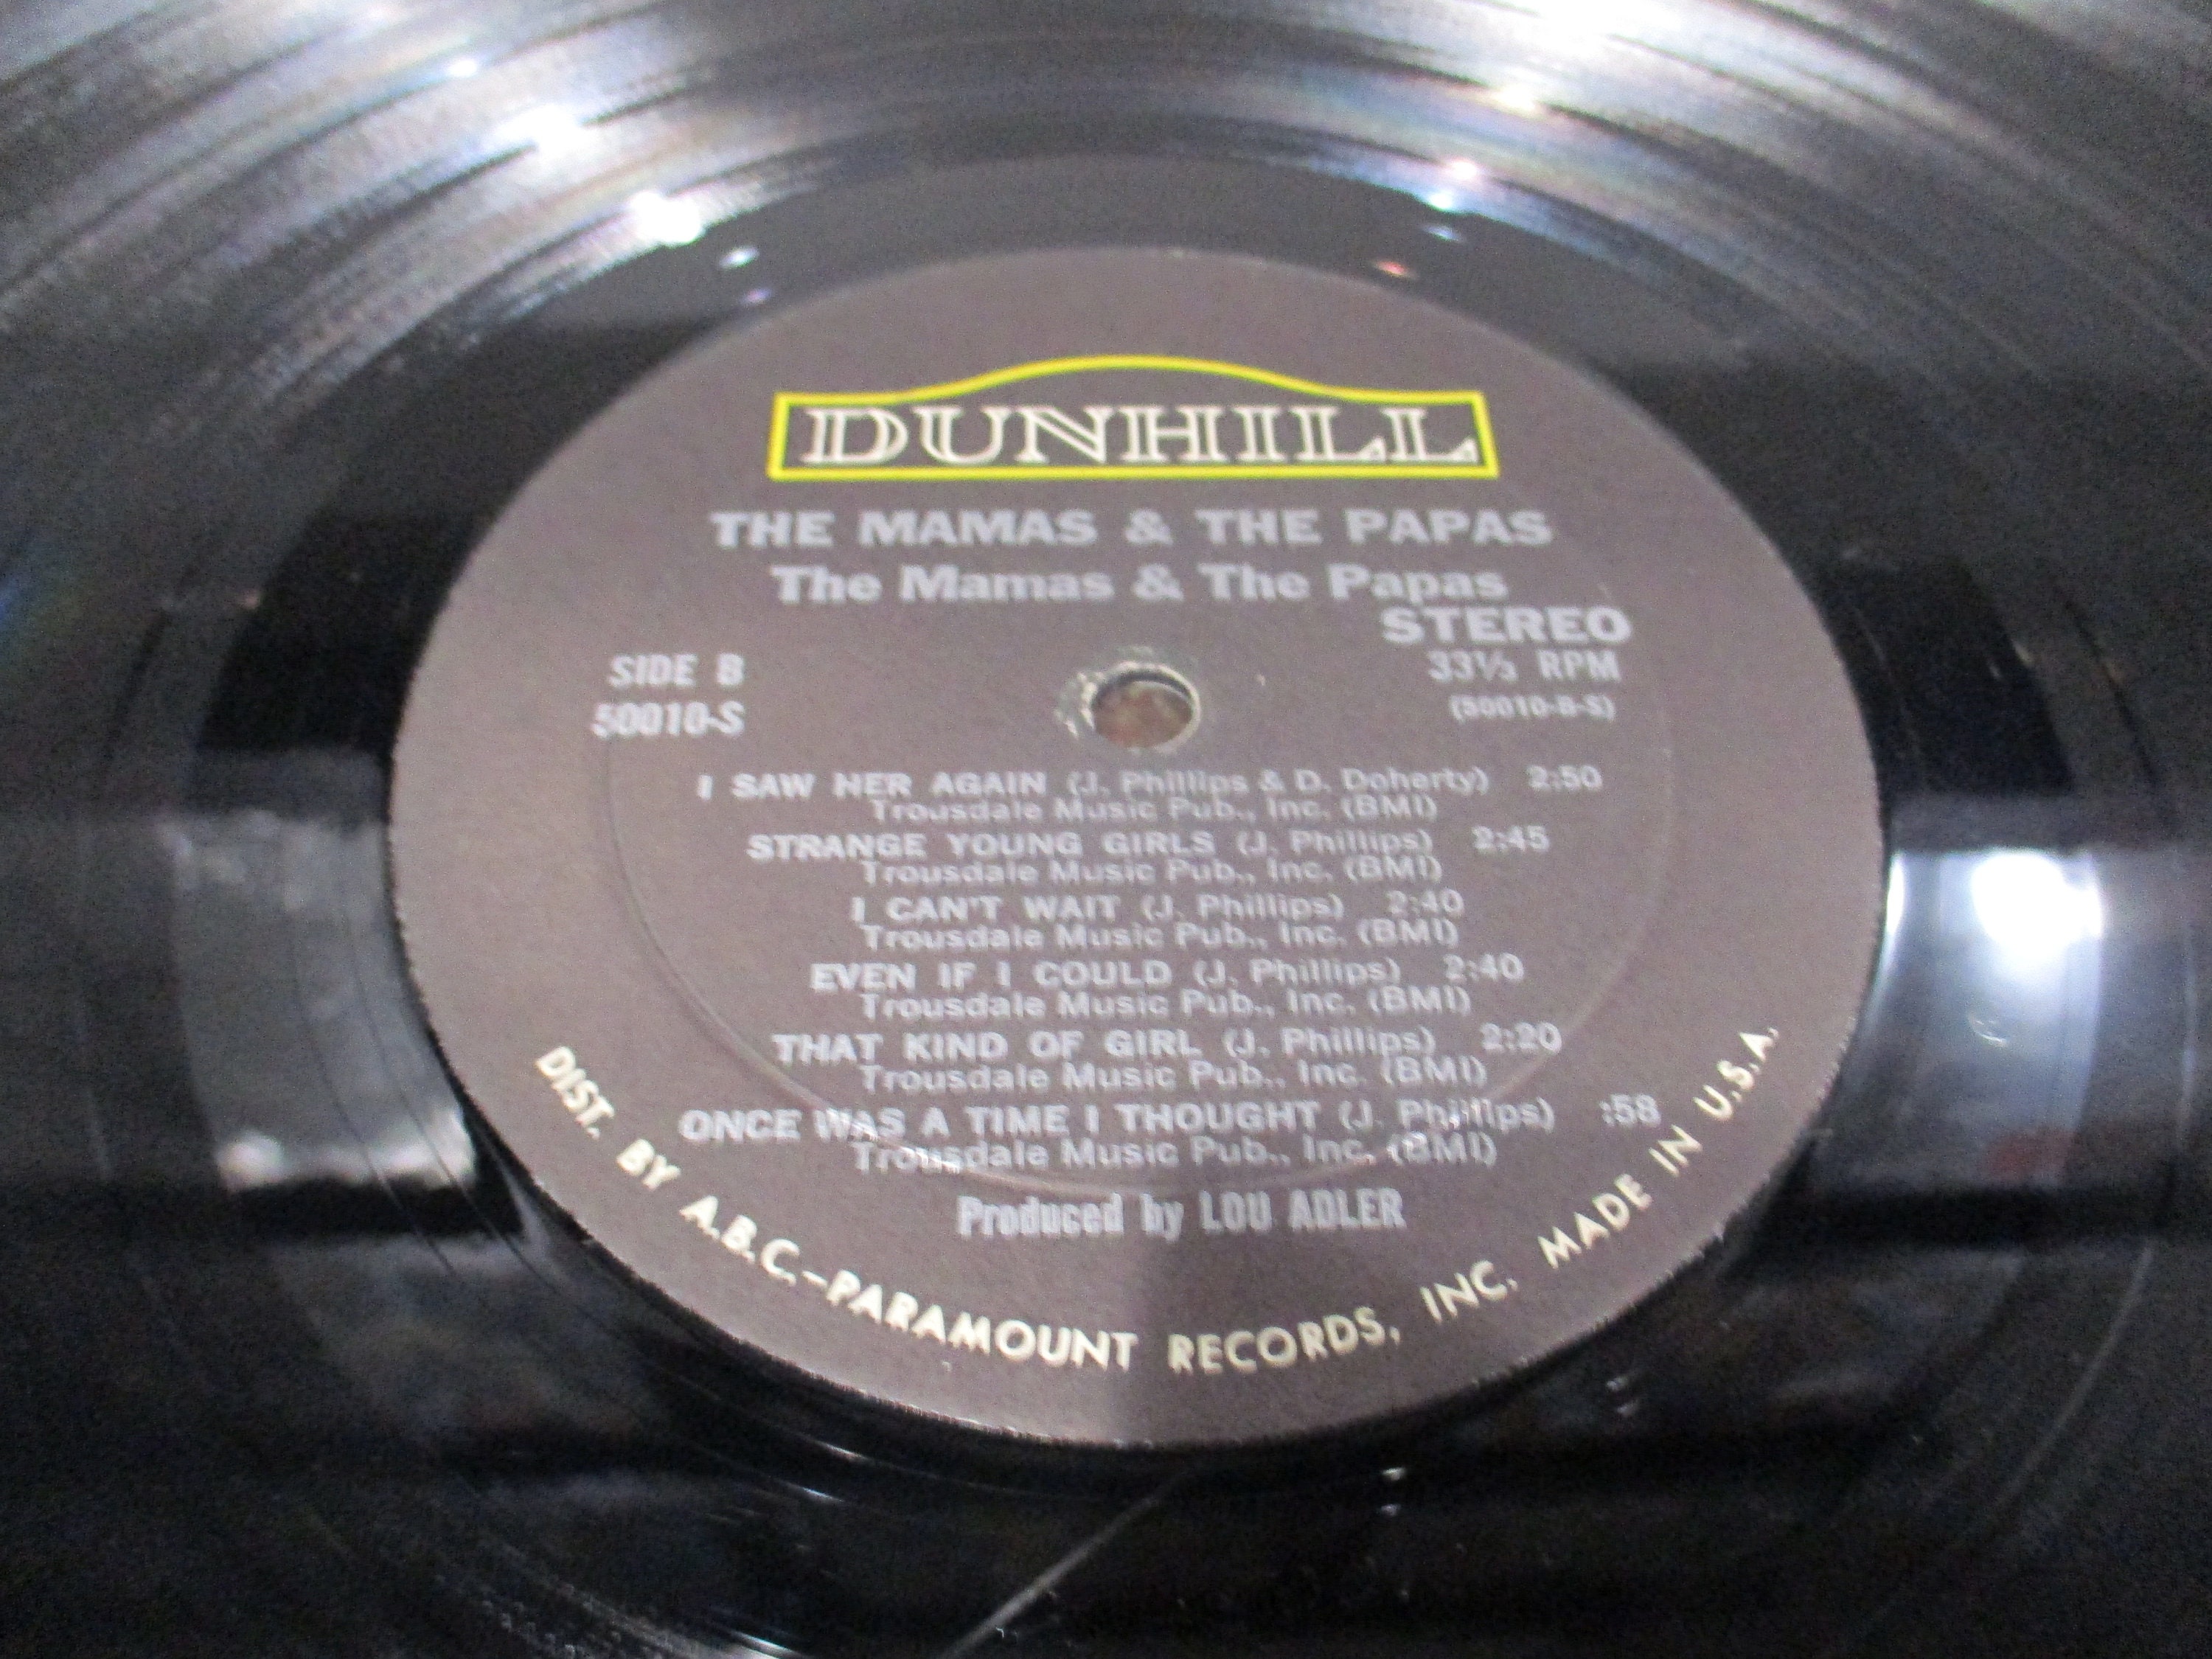 DUNHILL
THE MAMAS & THE PAPAS
The Mamas & The Papas
STEREO
SIDE B
50010-S
33⅓ RPM
(50010-B-S)
I SAW HER AGAIN (J. Phillips & D. Doherty) 2:50
Trousdale Music Pub., Inc. (BMI)
STRANGE YOUNG GIRLS (J. Phillips) 2:45
Trousdale Music Pub., Inc. (BMI)
I CAN'T WAIT (J. Phillips) 2:40
Trousdale Music Pub., Inc. (BMI)
EVEN IF I COULD (J. Phillips) 2:40
Trousdale Music Pub., Inc. (BMI)
THAT KIND OF GIRL (J. Phillips) 2:20
Trousdale Music Pub., Inc. (BMI)
ONCE WAS A TIME I THOUGHT (J. Phillips) :58
Trousdale Music Pub., Inc. (BMI)
Produced by LOU ADLER
DIST. BY A.B.C.-PARAMOUNT RECORDS, INC. MADE IN U.S.A.